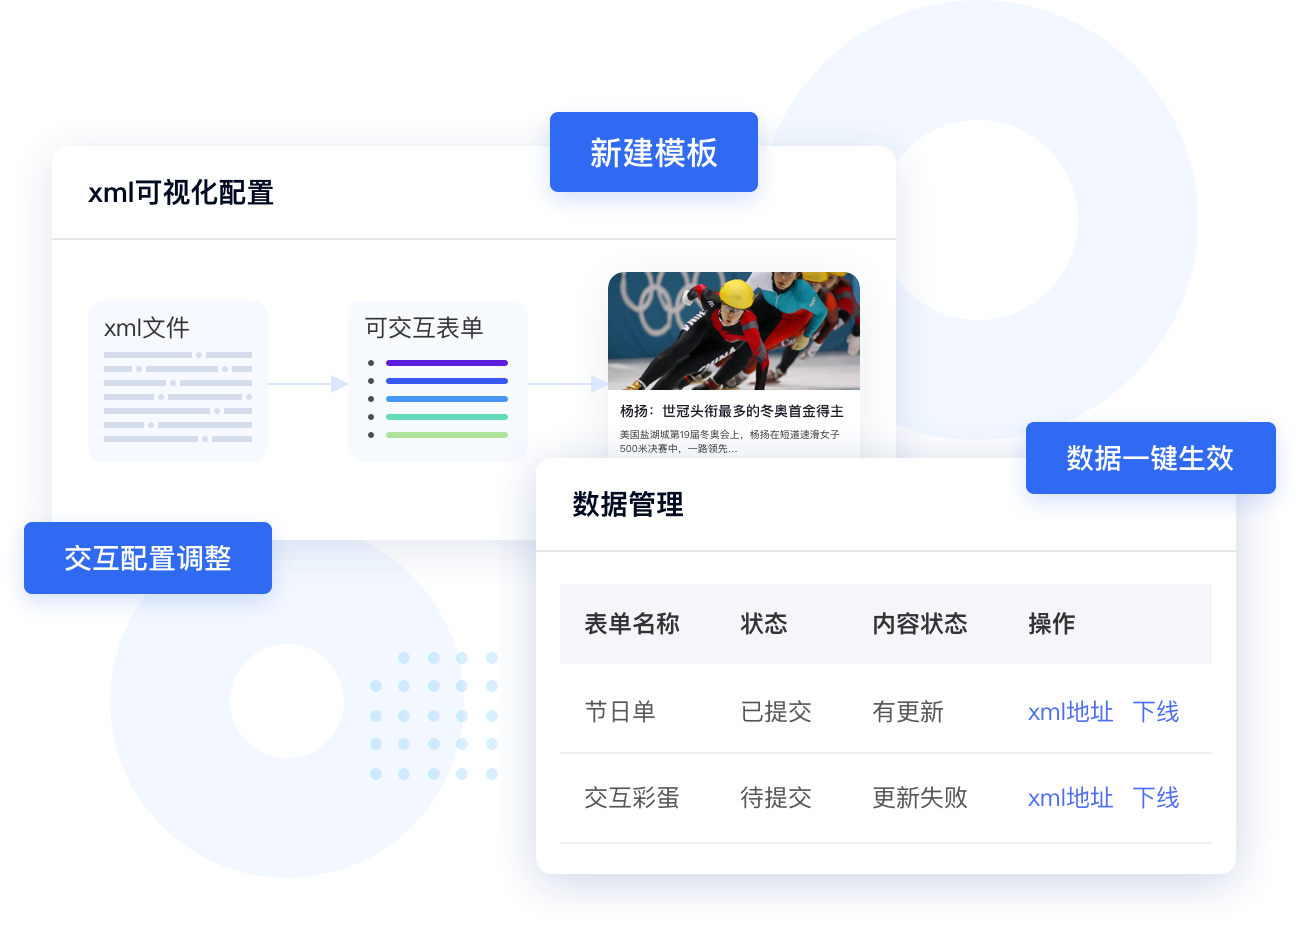 新建模板
xml可视化配置
xml文件
可交互表单
杨扬：世冠头衔最多的冬奥首金得主
美国盐湖城第19届冬奥会上，杨扬在短道速滑女子
500米决赛中，一路领先...
数据一键生效
数据管理
交互配置调整
表单名称 状态 内容状态 操作
节日单 已提交 有更新 xml地址 下线
交互彩蛋 待提交 更新失败 xml地址 下线